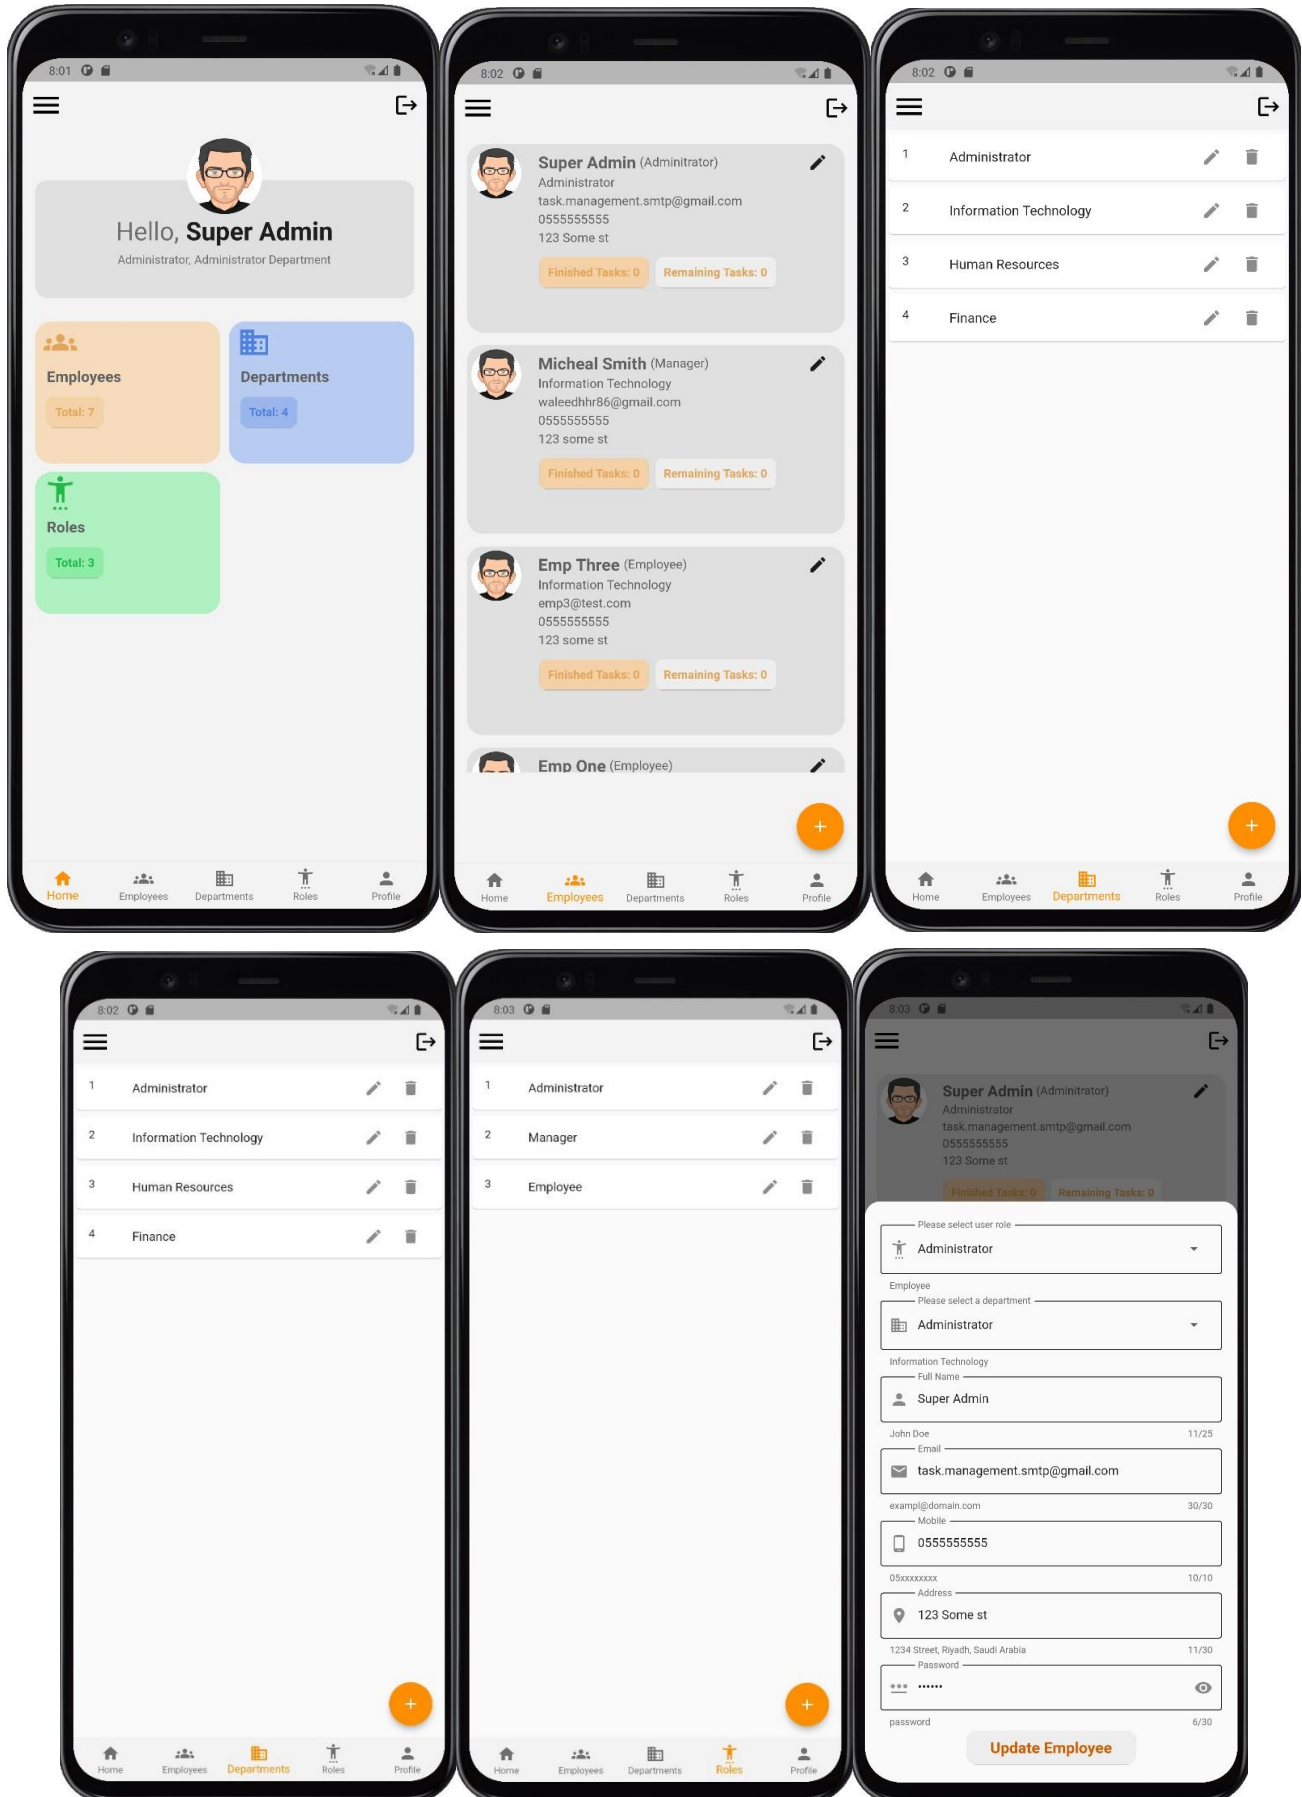 8:01
Hello, Super Admin
Administrator, Administrator Department
Employees
Total: 7
Departments
Total: 4
Roles
Total: 3
Home
Employees
Departments
Roles
Profile
8:02
Super Admin (Adminitrator)
Administrator
task.management.smtp@gmail.com
0555555555
123 Some st
Finished Tasks: 0
Remaining Tasks: 0
Micheal Smith (Manager)
Information Technology
waleedhhr86@gmail.com
0555555555
123 some st
Finished Tasks: 0
Remaining Tasks: 0
Emp Three (Employee)
Information Technology
emp3@test.com
0555555555
123 some st
Finished Tasks: 0
Remaining Tasks: 0
Emp One (Employee)
+
Home
Employees
Departments
Roles
Profile
8:02
1 Administrator
2 Information Technology
3 Human Resources
4 Finance
+
Home
Employees
Departments
Roles
Profile
8:02
1 Administrator
2 Information Technology
3 Human Resources
4 Finance
+
Home
Employees
Departments
Roles
Profile
8:03
1 Administrator
2 Manager
3 Employee
+
Home
Employees
Departments
Roles
Profile
8:03
Super Admin (Adminitrator)
Administrator
task.management.smtp@gmail.com
0555555555
123 Some st
Finished Tasks: 0
Remaining Tasks: 0
Please select user role
Administrator
Employee
Please select a department
Administrator
Information Technology
Full Name
Super Admin
John Doe 11/25
Email
task.management.smtp@gmail.com
exampl@domain.com 30/30
Mobile
0555555555
05xxxxxxxx 10/10
Address
123 Some st
1234 Street, Riyadh, Saudi Arabia 11/30
Password
••••••
password 6/30
Update Employee